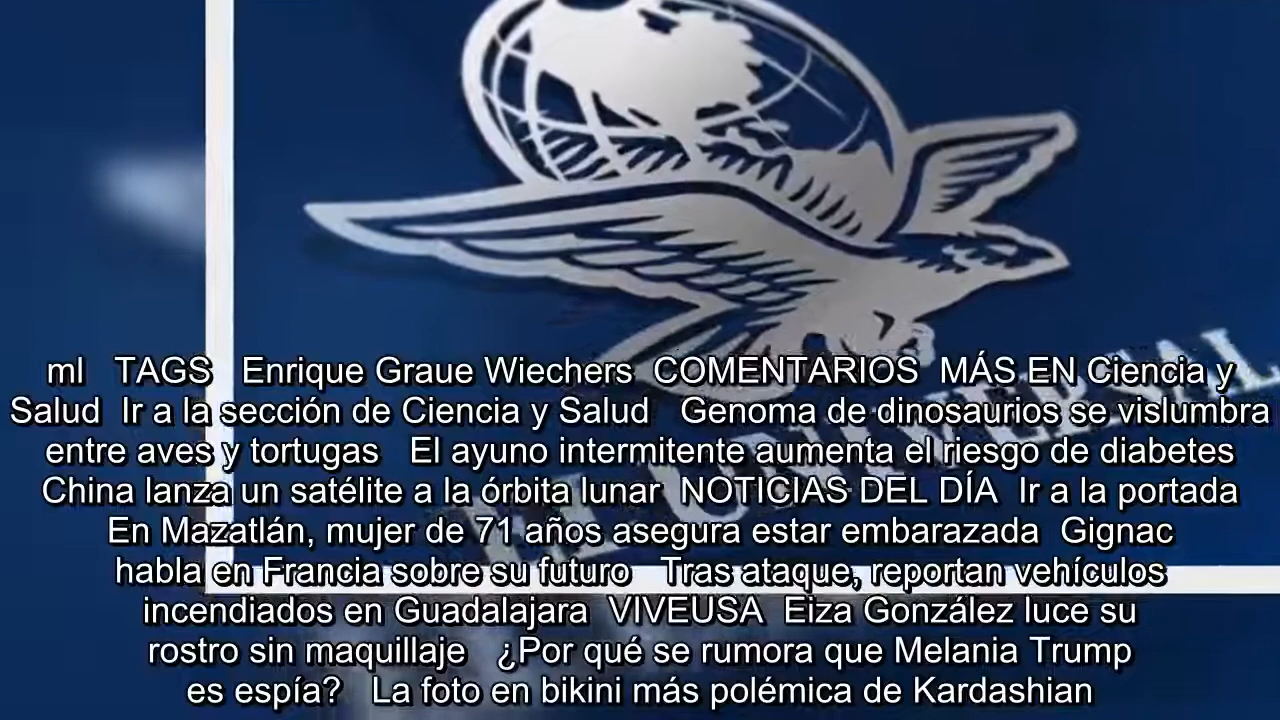 ml TAGS Enrique Graue Wiechers COMENTARIOS MÁS EN Ciencia y
Salud Ir a la sección de Ciencia y Salud Genoma de dinosaurios se vislumbra
entre aves y tortugas El ayuno intermitente aumenta el riesgo de diabetes
China lanza un satélite a la órbita lunar NOTICIAS DEL DÍA Ir a la portada
En Mazatlán, mujer de 71 años asegura estar embarazada Gignac
habla en Francia sobre su futuro Tras ataque, reportan vehículos
incendiados en Guadalajara VIVEUSA Eiza González luce su
rostro sin maquillaje ¿Por qué se rumora que Melania Trump
es espía? La foto en bikini más polémica de Kardashian
EL UNIVERSAL